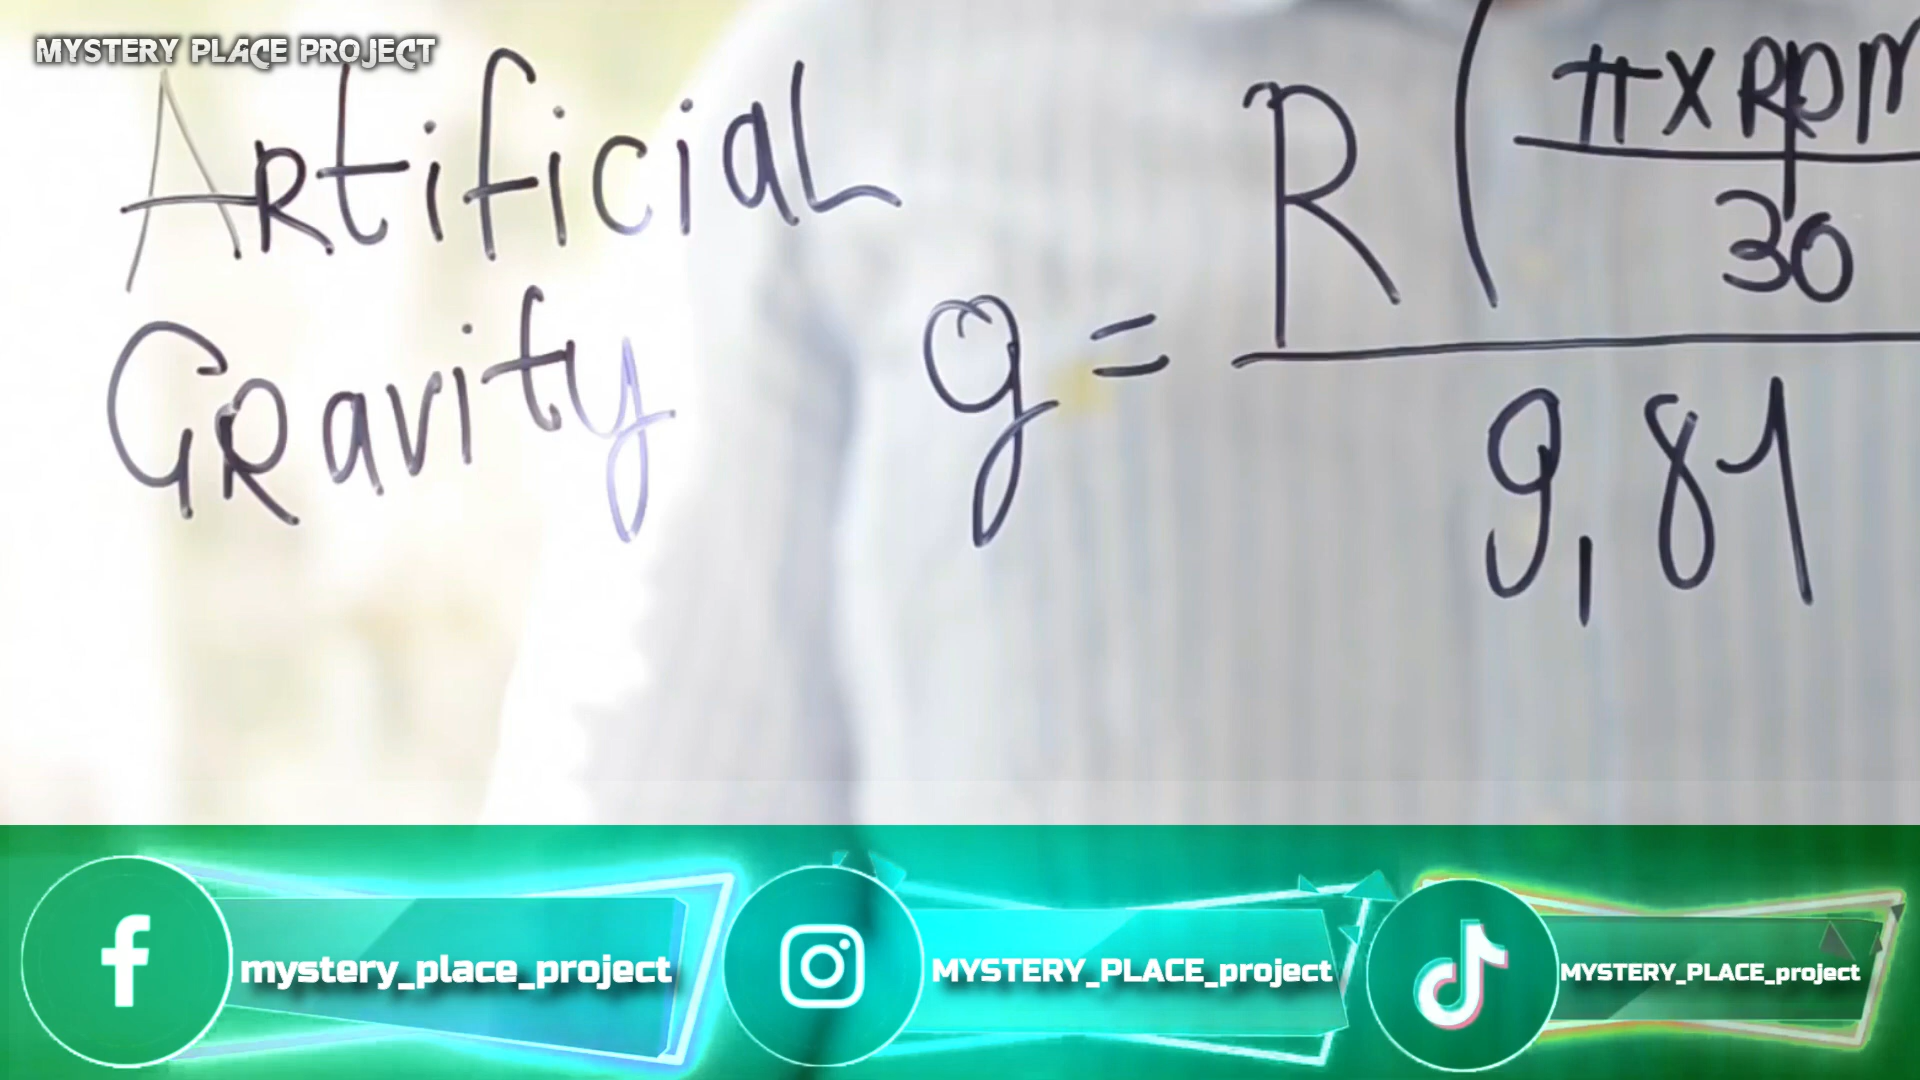 MYSTERY PLACE PROJECT
Artificial
Gravity
g = R ( π x RPM
30
9,81
mystery_place_project
MYSTERY_PLACE_project
MYSTERY_PLACE_project